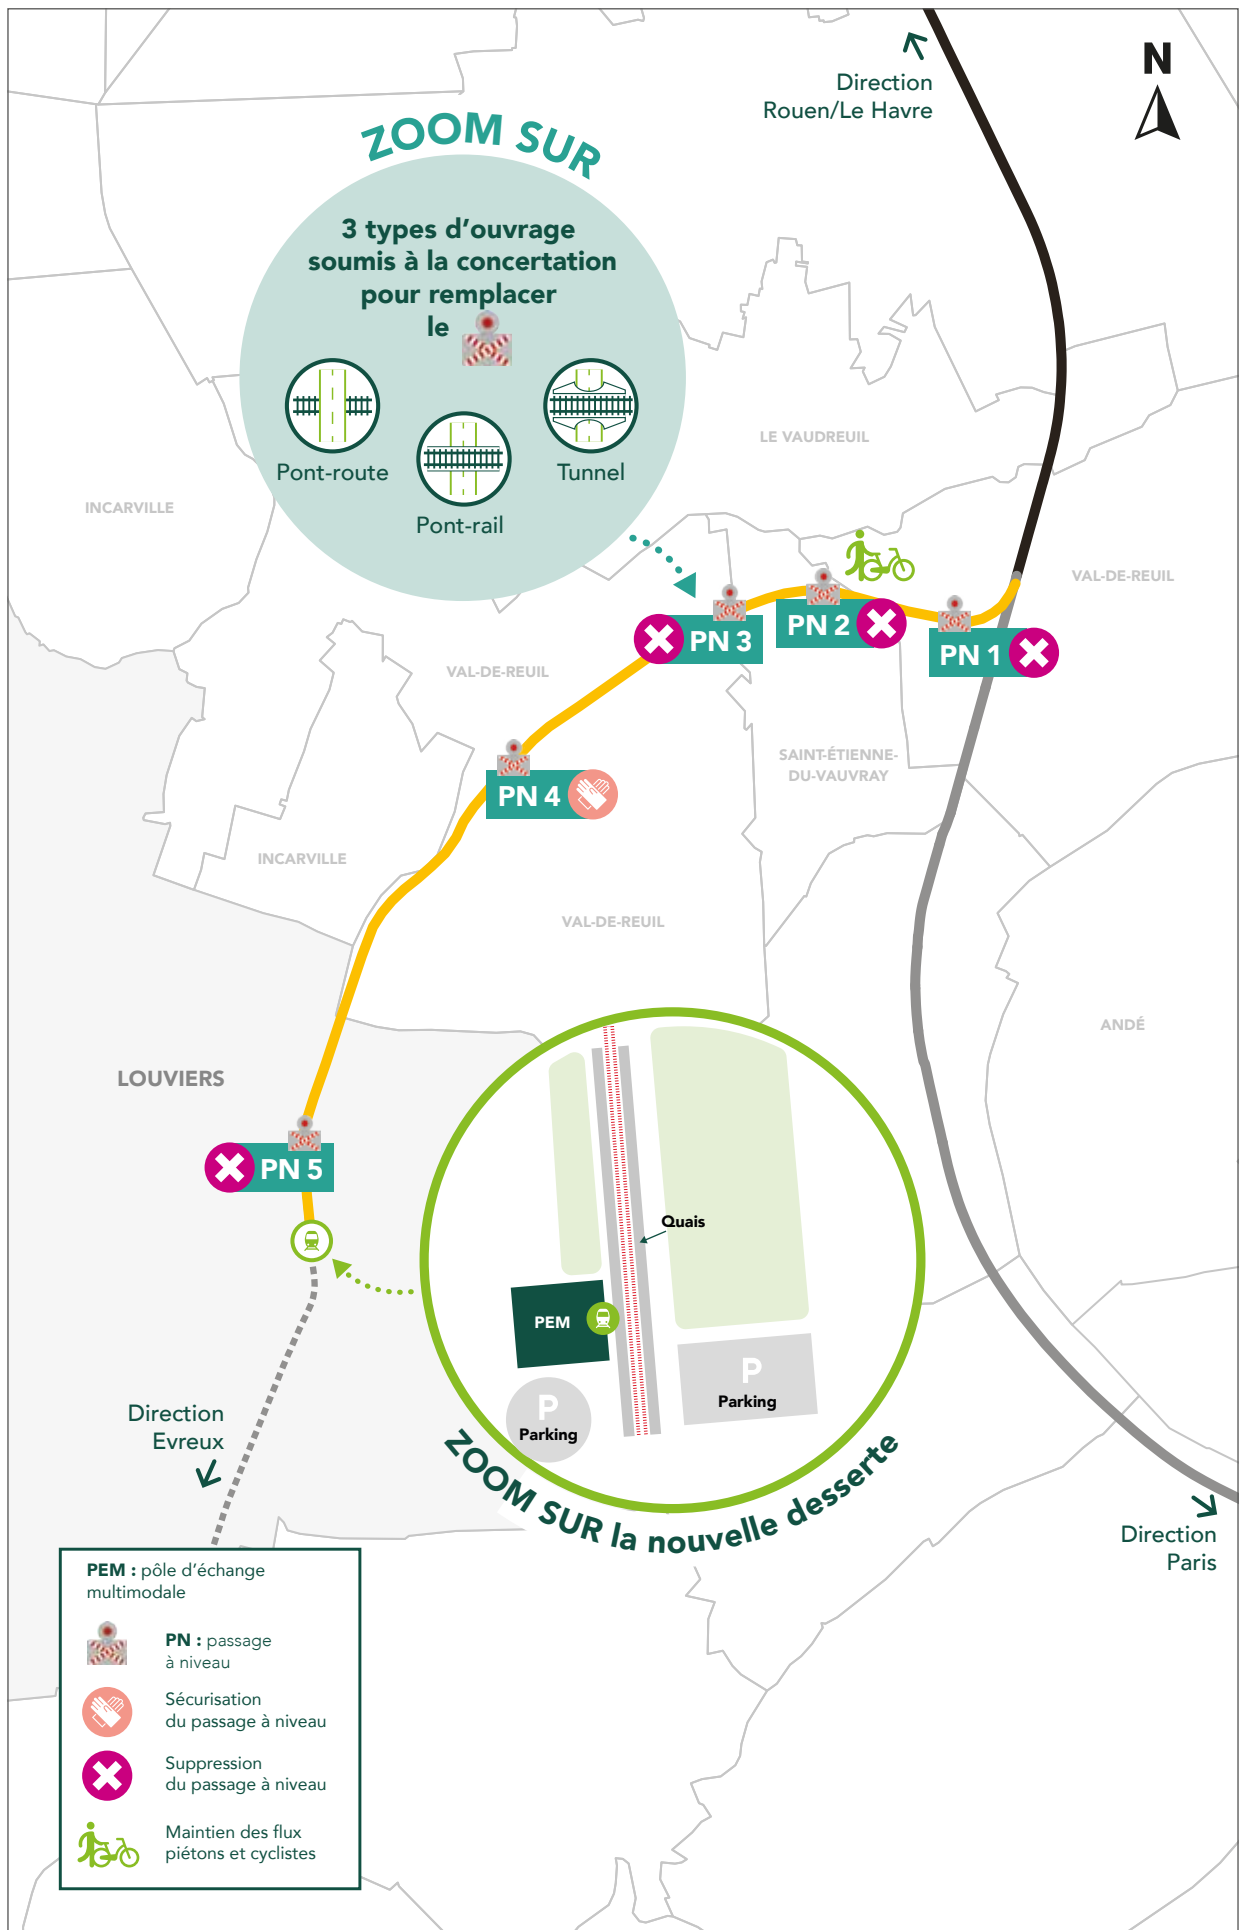 Direction
Rouen/Le Havre
N
ZOOM SUR
3 types d'ouvrage
soumis à la concertation
pour remplacer
le
Pont-route
Pont-rail
Tunnel
LE VAUDREUIL
INCARVILLE
VAL-DE-REUIL
PN 3
PN 2
PN 1
VAL-DE-REUIL
SAINT-ÉTIENNE-
DU-VAUVRAY
PN 4
INCARVILLE
VAL-DE-REUIL
ANDÉ
LOUVIERS
PN 5
Quais
PEM
P
Parking
P
Parking
ZOOM SUR la nouvelle desserte
Direction
Evreux
Direction
Paris
PEM : pôle d'échange
multimodale
PN : passage
à niveau
Sécurisation
du passage à niveau
Suppression
du passage à niveau
Maintien des flux
piétons et cyclistes